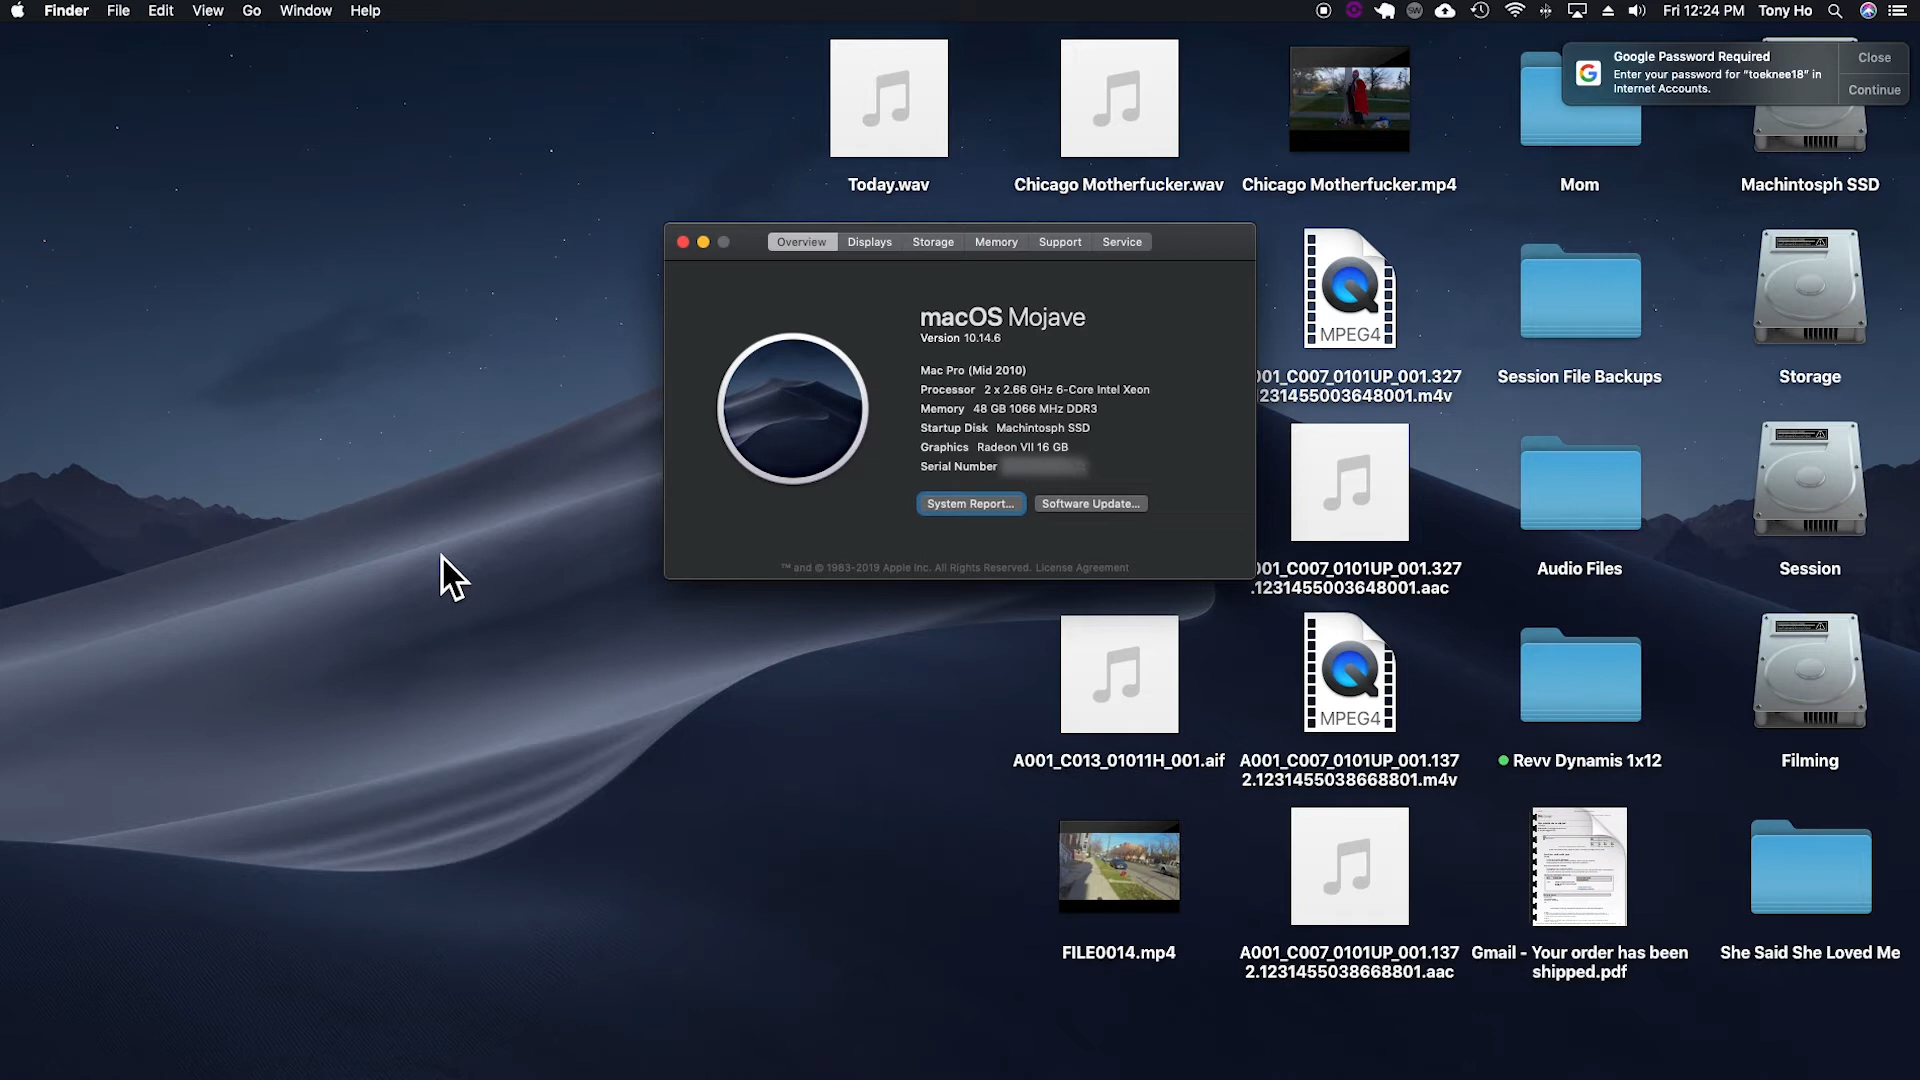 Finder File Edit View Go Window Help
Fri 12:24 PM Tony Ho
Google Password Required
Enter your password for "toeknee18" in
Internet Accounts.
Close
Continue
Today.wav
Chicago Motherfucker.wav
Chicago Motherfucker.mp4
Mom
Machintosph SSD
Overview Displays Storage Memory Support Service
macOS Mojave
Version 10.14.6
Mac Pro (Mid 2010)
Processor 2 x 2.66 GHz 6-Core Intel Xeon
Memory 48 GB 1066 MHz DDR3
Startup Disk Machintosph SSD
Graphics Radeon VII 16 GB
Serial Number
System Report... Software Update...
™ and © 1983-2019 Apple Inc. All Rights Reserved. License Agreement
MPEG4
001_C007_0101UP_001.327
1231455003648001.m4v
Session File Backups
Storage
001_C007_0101UP_001.327
.1231455003648001.aac
Audio Files
Session
A001_C013_01011H_001.aif
MPEG4
A001_C007_0101UP_001.137
2.1231455038668801.m4v
Revv Dynamis 1x12
Filming
FILE0014.mp4
A001_C007_0101UP_001.137
2.1231455038668801.aac
Gmail - Your order has been
shipped.pdf
She Said She Loved Me